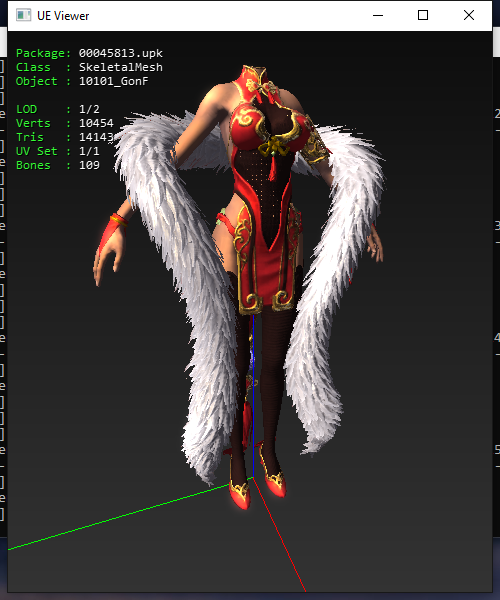 UE Viewer
Package: 00045813.upk
Class  : SkeletalMesh
Object : 10101_GonF
LOD    : 1/2
Verts  : 10454
Tris   : 14143
UV Set : 1/1
Bones  : 109